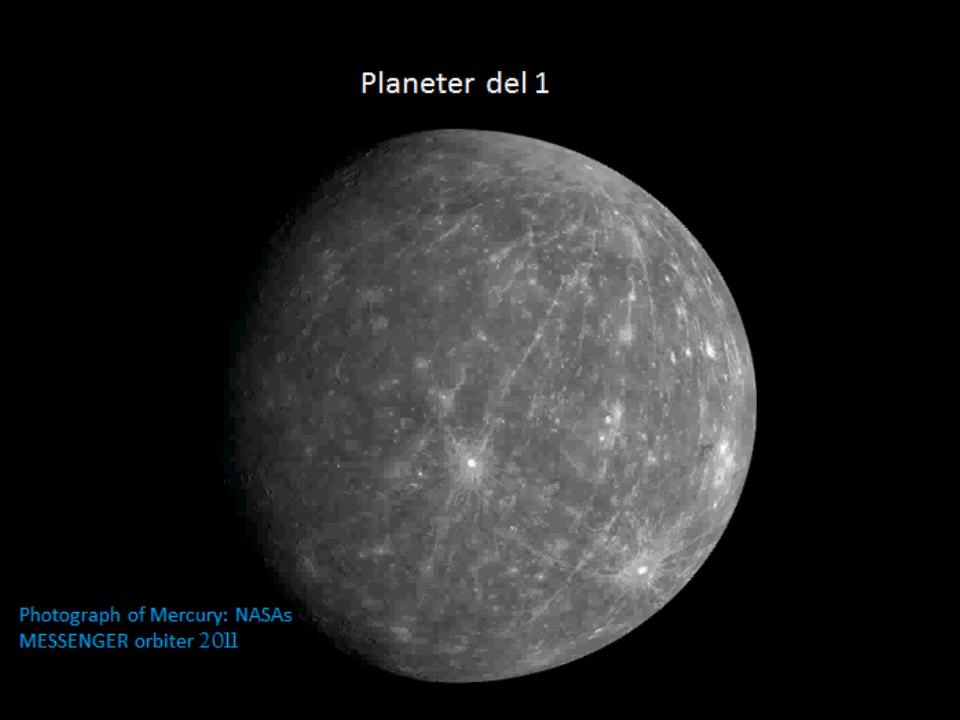 Planeter del 1
Photograph of Mercury: NASAs
MESSENGER orbiter 2011